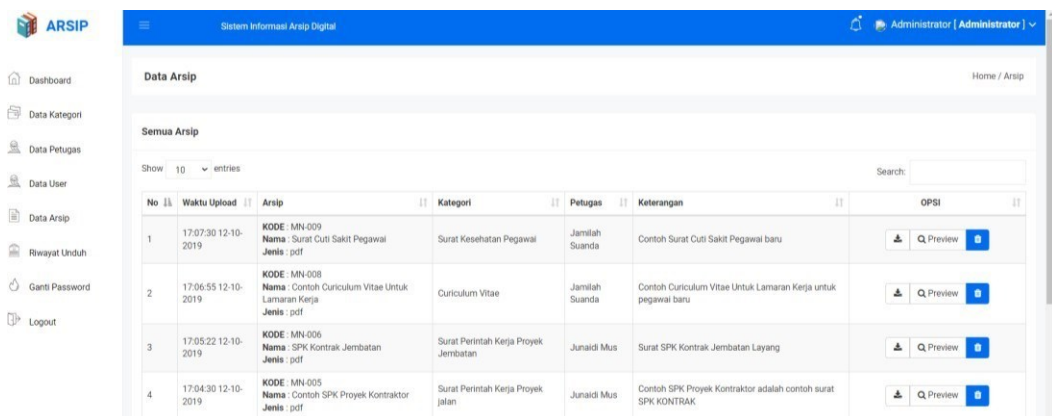 ARSIP
Sistem Informasi Arsip Digital
Administrator [ Administrator ]
Dashboard
Data Kategori
Data Petugas
Data User
Data Arsip
Riwayat Unduh
Ganti Password
Logout
Data Arsip
Home / Arsip
Semua Arsip
Show 10 entries
Search:
No Waktu Upload Arsip Kategori Petugas Keterangan OPSI
1
17:07:30 12-10-
2019
KODE : MN-009
Nama : Surat Cuti Sakit Pegawai
Jenis : pdf
Surat Kesehatan Pegawai
Jamilah
Suanda
Contoh Surat Cuti Sakit Pegawai baru
Preview
2
17:06:55 12-10-
2019
KODE : MN-008
Nama : Contoh Curiculum Vitae Untuk
Lamaran Kerja
Jenis : pdf
Curiculum Vitae
Jamilah
Suanda
Contoh Curiculum Vitae Untuk Lamaran Kerja untuk
pegawai baru
Preview
3
17:05:22 12-10-
2019
KODE : MN-006
Nama : SPK Kontrak Jembatan
Jenis : pdf
Surat Perintah Kerja Proyek
Jembatan
Junaidi Mus
Surat SPK Kontrak Jembatan Layang
Preview
4
17:04:30 12-10-
2019
KODE : MN-005
Nama : Contoh SPK Proyek Kontraktor
Jenis : pdf
Surat Perintah Kerja Proyek
jalan
Junaidi Mus
Contoh SPK Proyek Kontraktor adalah contoh surat
SPK KONTRAK
Preview